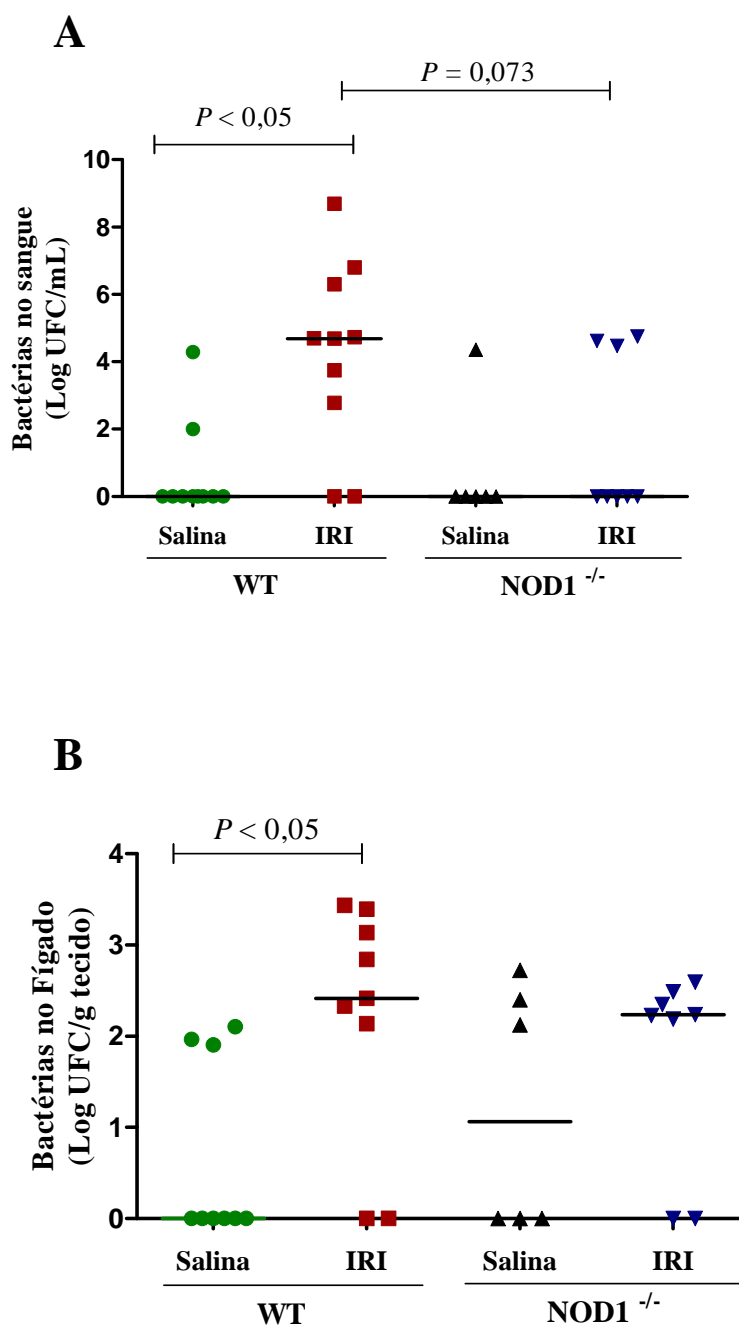 A
P = 0,073
P < 0,05
Bactérias no sangue
(Log UFC/mL)
10
8
6
4
2
0
Salina IRI Salina IRI
WT NOD1 -/-
B
P < 0,05
Bactérias no Fígado
(Log UFC/g tecido)
4
3
2
1
0
Salina IRI Salina IRI
WT NOD1 -/-